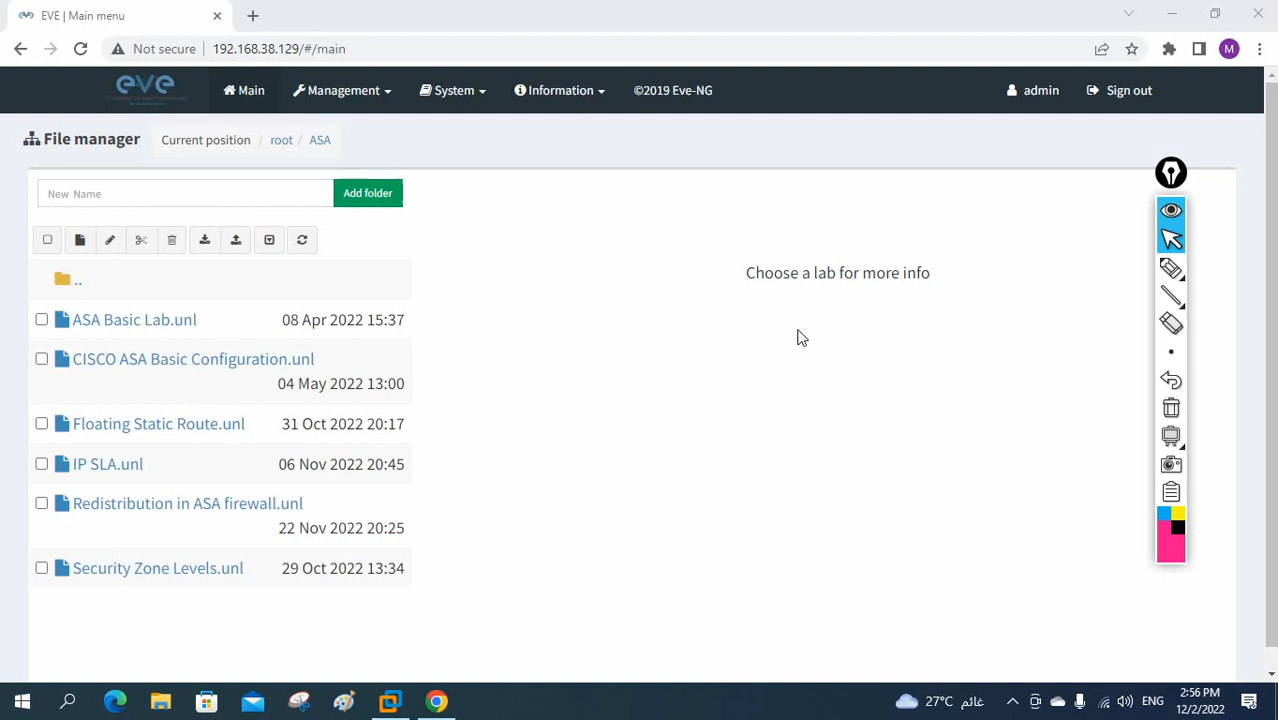 EVE | Main menu
Not secure
192.168.38.129/#/main
M
eve
Main
Management
System
Information
©2019 Eve-NG
admin
Sign out
File manager
Current position / root / ASA
New Name
Add folder
..
Choose a lab for more info
ASA Basic Lab.unl 08 Apr 2022 15:37
CISCO ASA Basic Configuration.unl
04 May 2022 13:00
Floating Static Route.unl 31 Oct 2022 20:17
IP SLA.unl 06 Nov 2022 20:45
Redistribution in ASA firewall.unl
22 Nov 2022 20:25
Security Zone Levels.unl 29 Oct 2022 13:34
27°C غائم
ENG
2:56 PM
12/2/2022